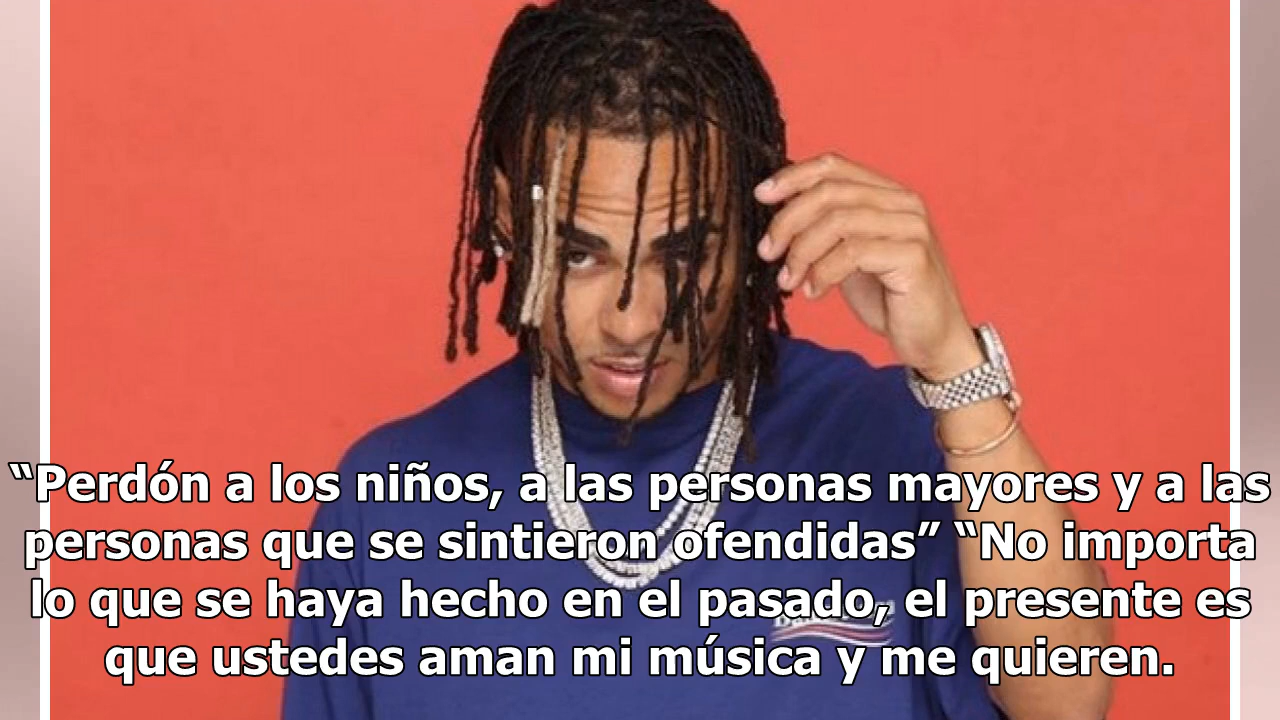 “Perdón a los niños, a las personas mayores y a las
personas que se sintieron ofendidas” “No importa
lo que se haya hecho en el pasado, el presente es
que ustedes aman mi música y me quieren.